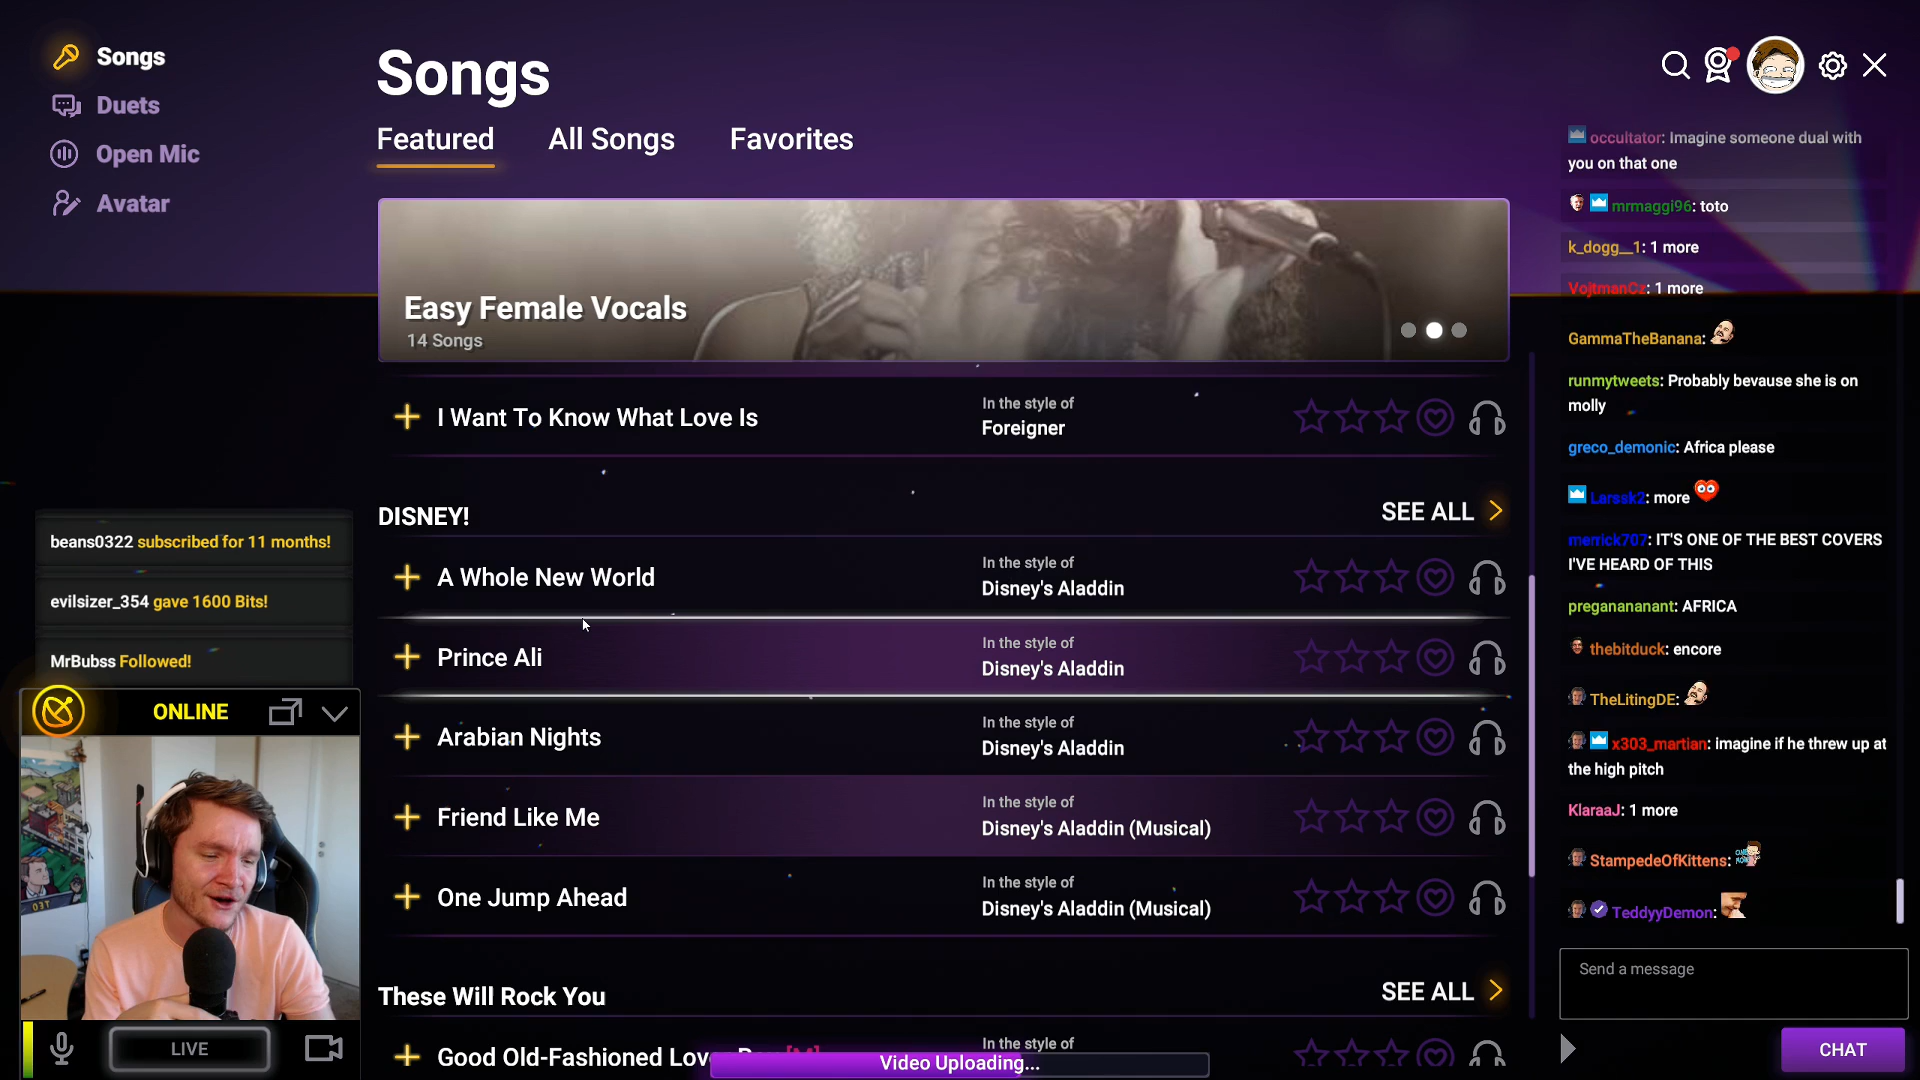 Songs
Duets
Open Mic
Avatar
Songs
Featured
All Songs
Favorites
Easy Female Vocals
14 Songs
I Want To Know What Love Is
In the style of
Foreigner
DISNEY!
SEE ALL
A Whole New World
In the style of
Disney's Aladdin
Prince Ali
In the style of
Disney's Aladdin
Arabian Nights
In the style of
Disney's Aladdin
Friend Like Me
In the style of
Disney's Aladdin (Musical)
One Jump Ahead
In the style of
Disney's Aladdin (Musical)
These Will Rock You
SEE ALL
Good Old-Fashioned
In the style of
Video Uploading...
beans0322 subscribed for 11 months!
evilsizer_354 gave 1600 Bits!
MrBubss Followed!
ONLINE
TEO
LIVE
occultator: Imagine someone dual with
you on that one
mrmaggi96: toto
k_dogg__1: 1 more
VojtmanCz: 1 more
GammaTheBanana:
runmytweets: Probably bevause she is on
molly
greco_demonic: Africa please
Larssk2: more
merrick707: IT'S ONE OF THE BEST COVERS
I'VE HEARD OF THIS
preganananant: AFRICA
thebitduck: encore
TheLitingDE:
x303_martian: imagine if he threw up at
the high pitch
KlaraaJ: 1 more
StampedeOfKittens:
TeddyyDemon:
Send a message
CHAT